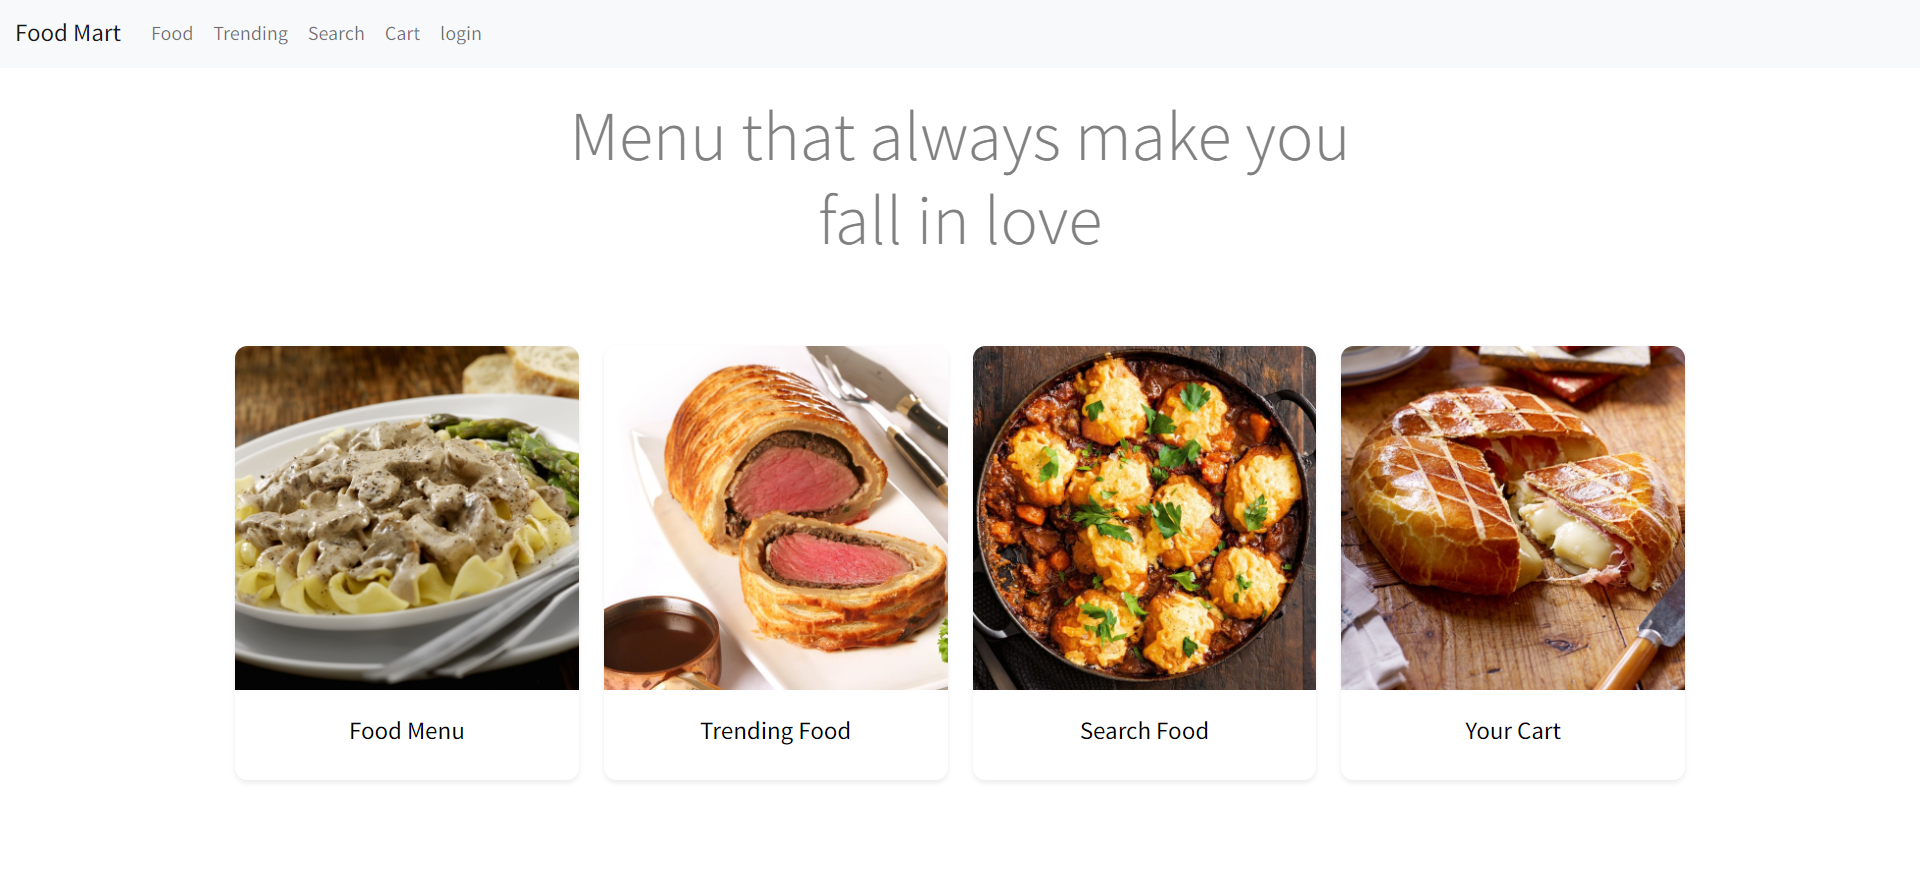 Food Mart Food Trending Search Cart login
Menu that always make you
fall in love
Food Menu Trending Food Search Food Your Cart